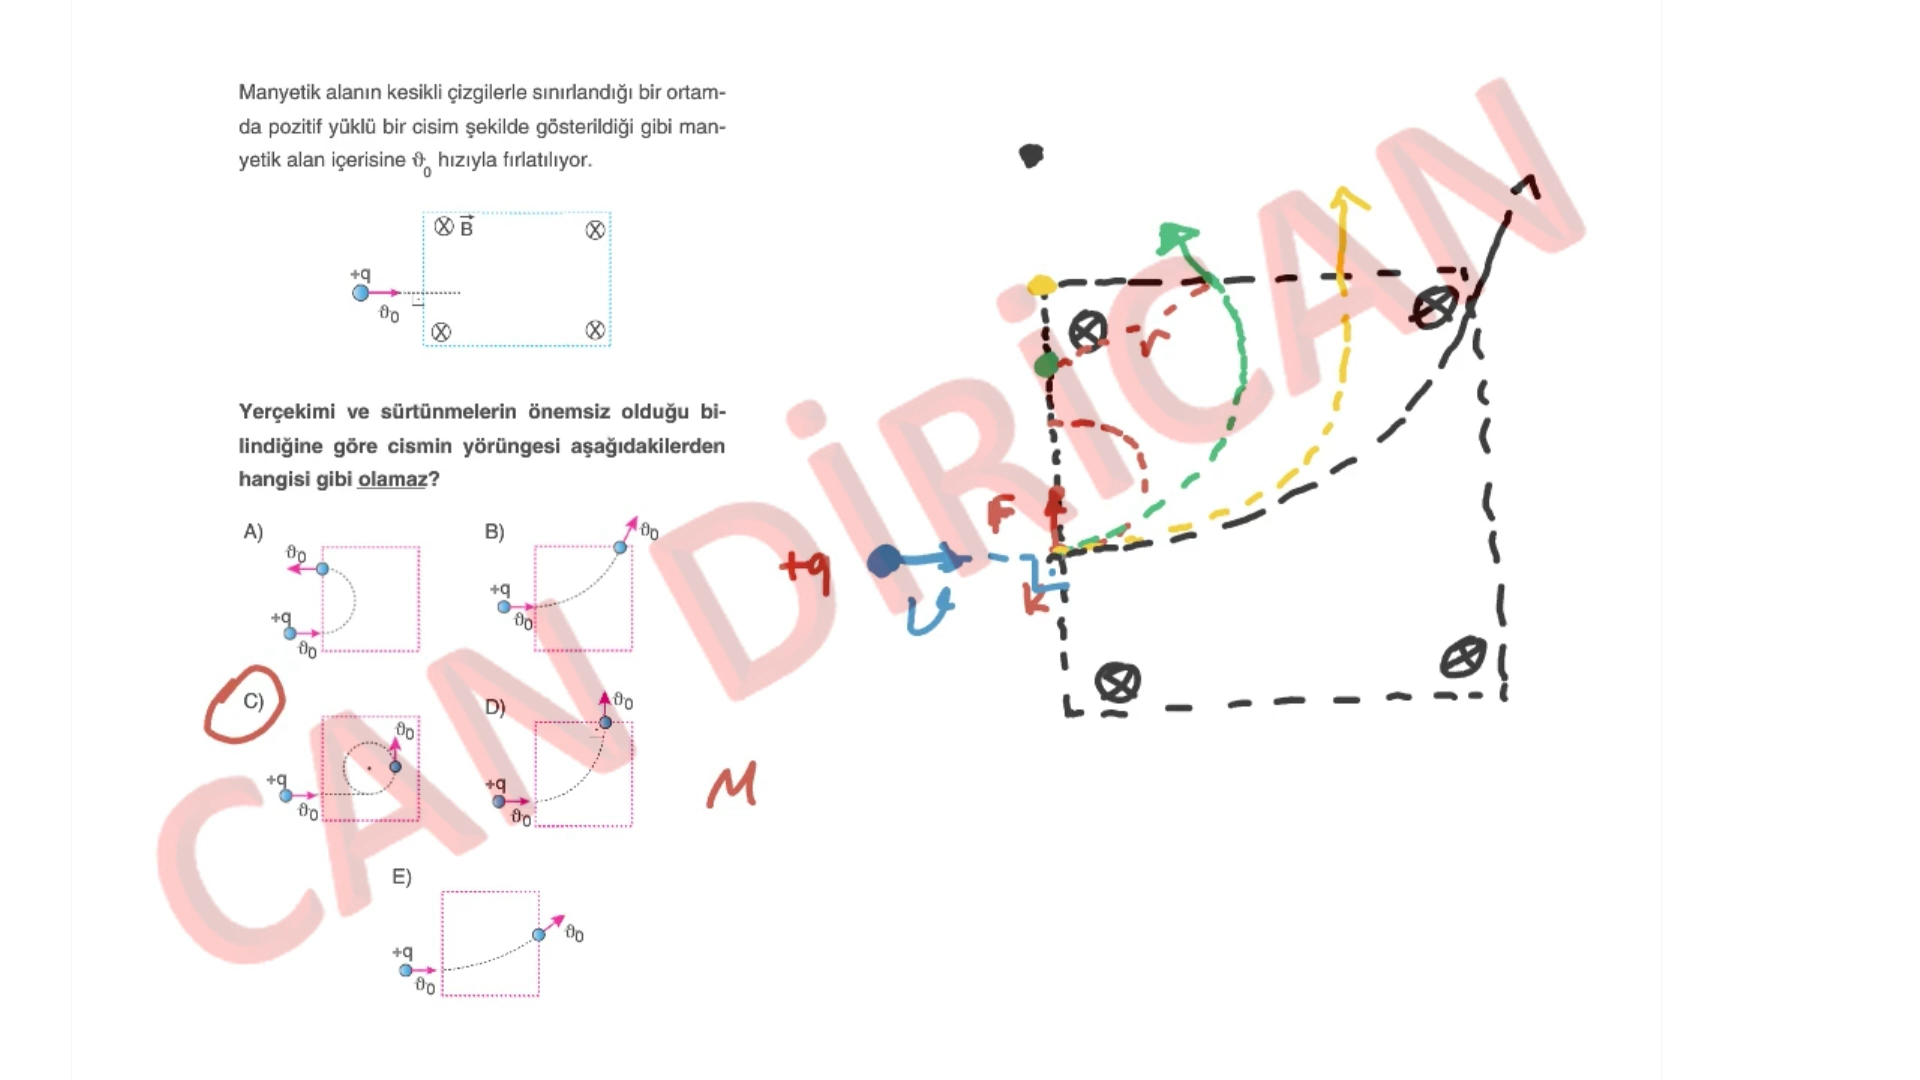 Manyetik alanın kesikli çizgilerle sınırlandığı bir ortam-
da pozitif yüklü bir cisim şekilde gösterildiği gibi man-
yetik alan içerisine ϑ₀ hızıyla fırlatılıyor.
B
+q
ϑ₀
Yerçekimi ve sürtünmelerin önemsiz olduğu bi-
lindiğine göre cismin yörüngesi aşağıdakilerden
hangisi gibi olamaz?
A)
ϑ₀
+q
ϑ₀
B)
ϑ₀
+q
ϑ₀
C)
ϑ₀
+q
ϑ₀
D)
ϑ₀
+q
ϑ₀
E)
ϑ₀
+q
ϑ₀
CAN DİRİCAN
r
F
+q
K
M